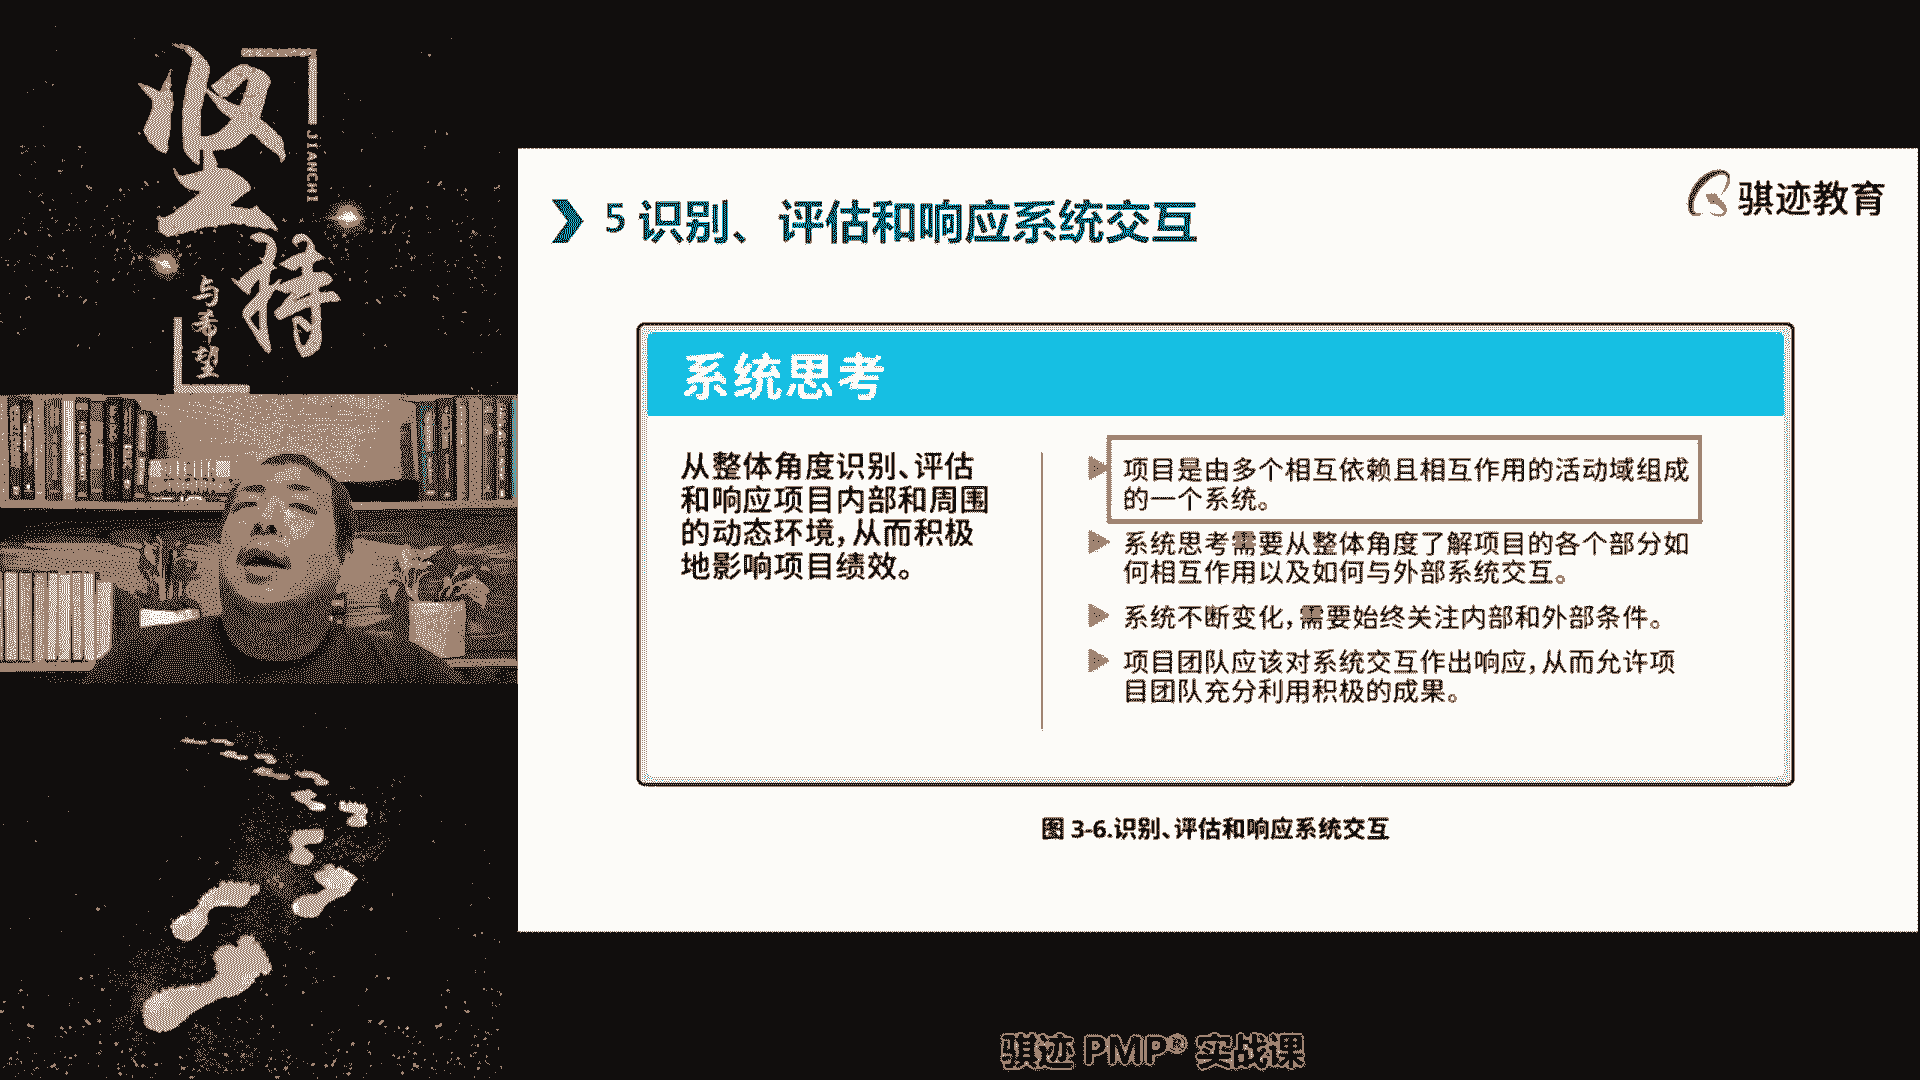 坚持
JIANCHI
与希望
5 识别、评估和响应系统交互
骐迹教育
系统思考
从整体角度识别、评估
和响应项目内部和周围
的动态环境，从而积极
地影响项目绩效。
项目是由多个相互依赖且相互作用的活动域组成
的一个系统。
系统思考需要从整体角度了解项目的各个部分如
何相互作用以及如何与外部系统交互。
系统不断变化，需要始终关注内部和外部条件。
项目团队应该对系统交互作出响应，从而允许项
目团队充分利用积极的成果。
图 3-6.识别、评估和响应系统交互
骐迹 PMP® 实战课